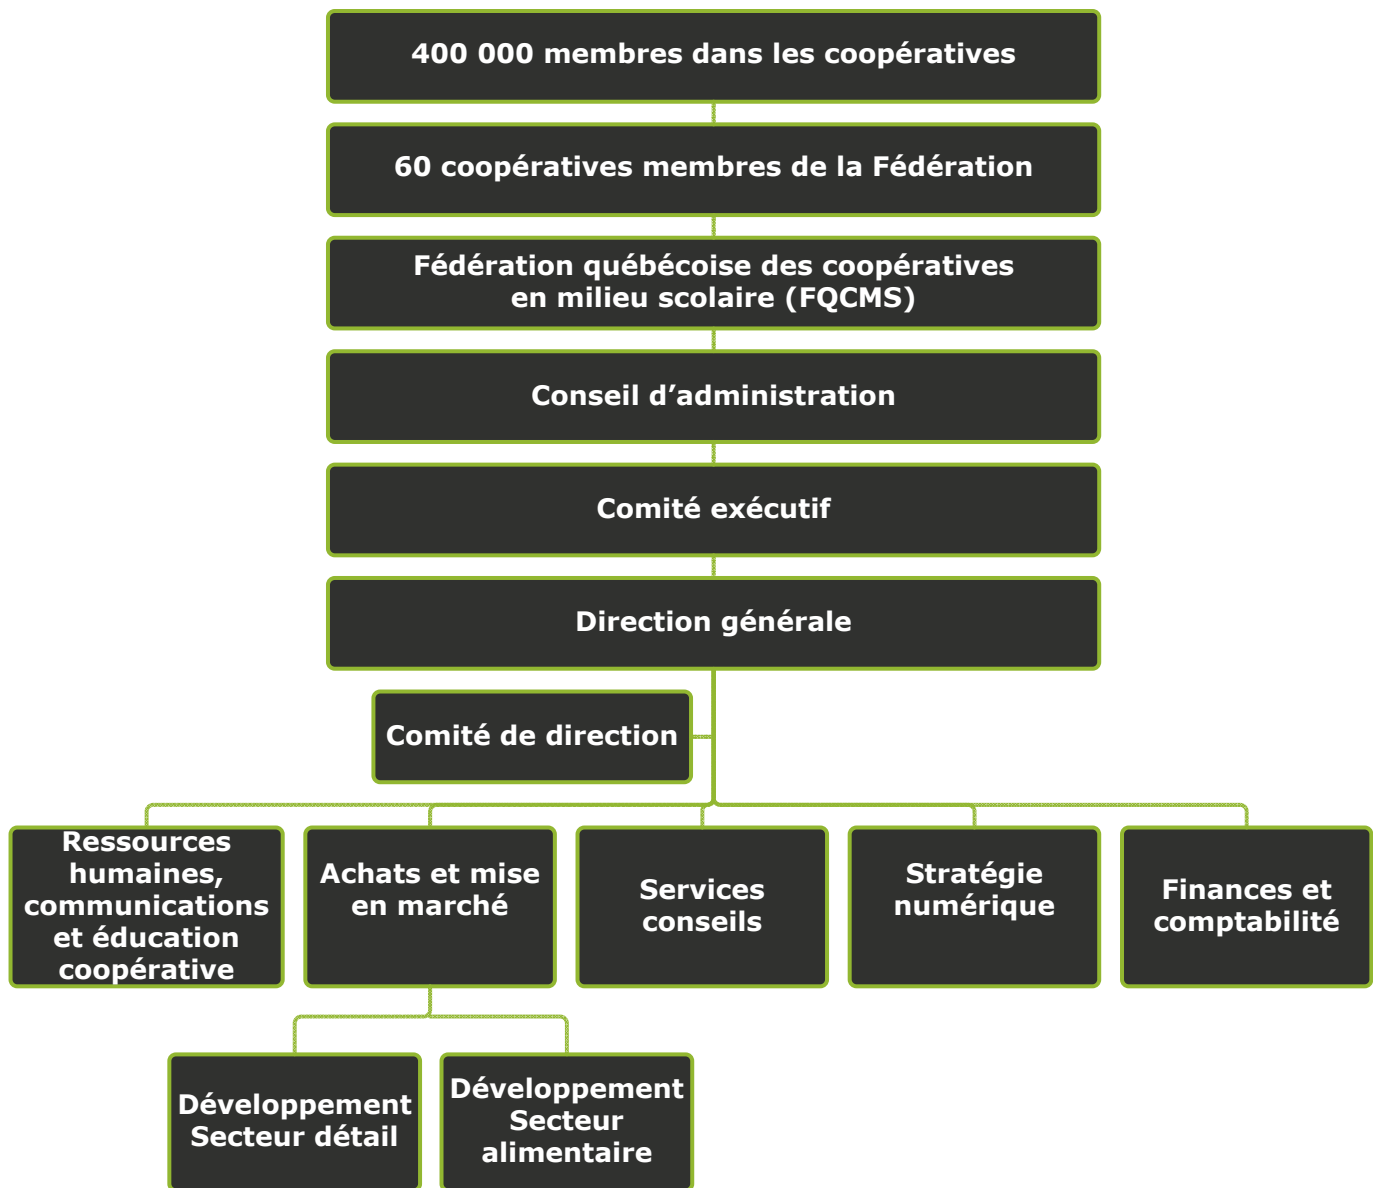 400 000 membres dans les coopératives
60 coopératives membres de la Fédération
Fédération québécoise des coopératives
en milieu scolaire (FQCMS)
Conseil d’administration
Comité exécutif
Direction générale
Comité de direction
Ressources
humaines,
communications
et éducation
coopérative
Achats et mise
en marché
Services
conseils
Stratégie
numérique
Finances et
comptabilité
Développement
Secteur détail
Développement
Secteur
alimentaire